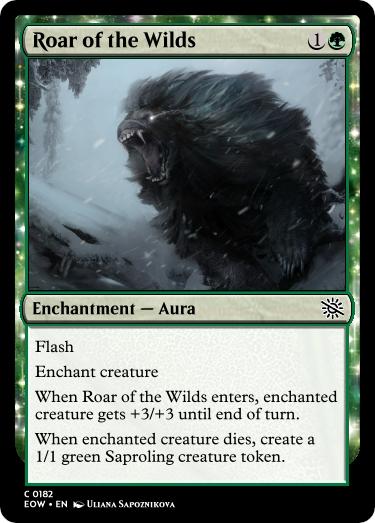 Roar of the Wilds 1
Enchantment — Aura
Flash
Enchant creature
When Roar of the Wilds enters, enchanted
creature gets +3/+3 until end of turn.
When enchanted creature dies, create a
1/1 green Saproling creature token.
C 0182
EOW • EN Uliana Sapoznikova